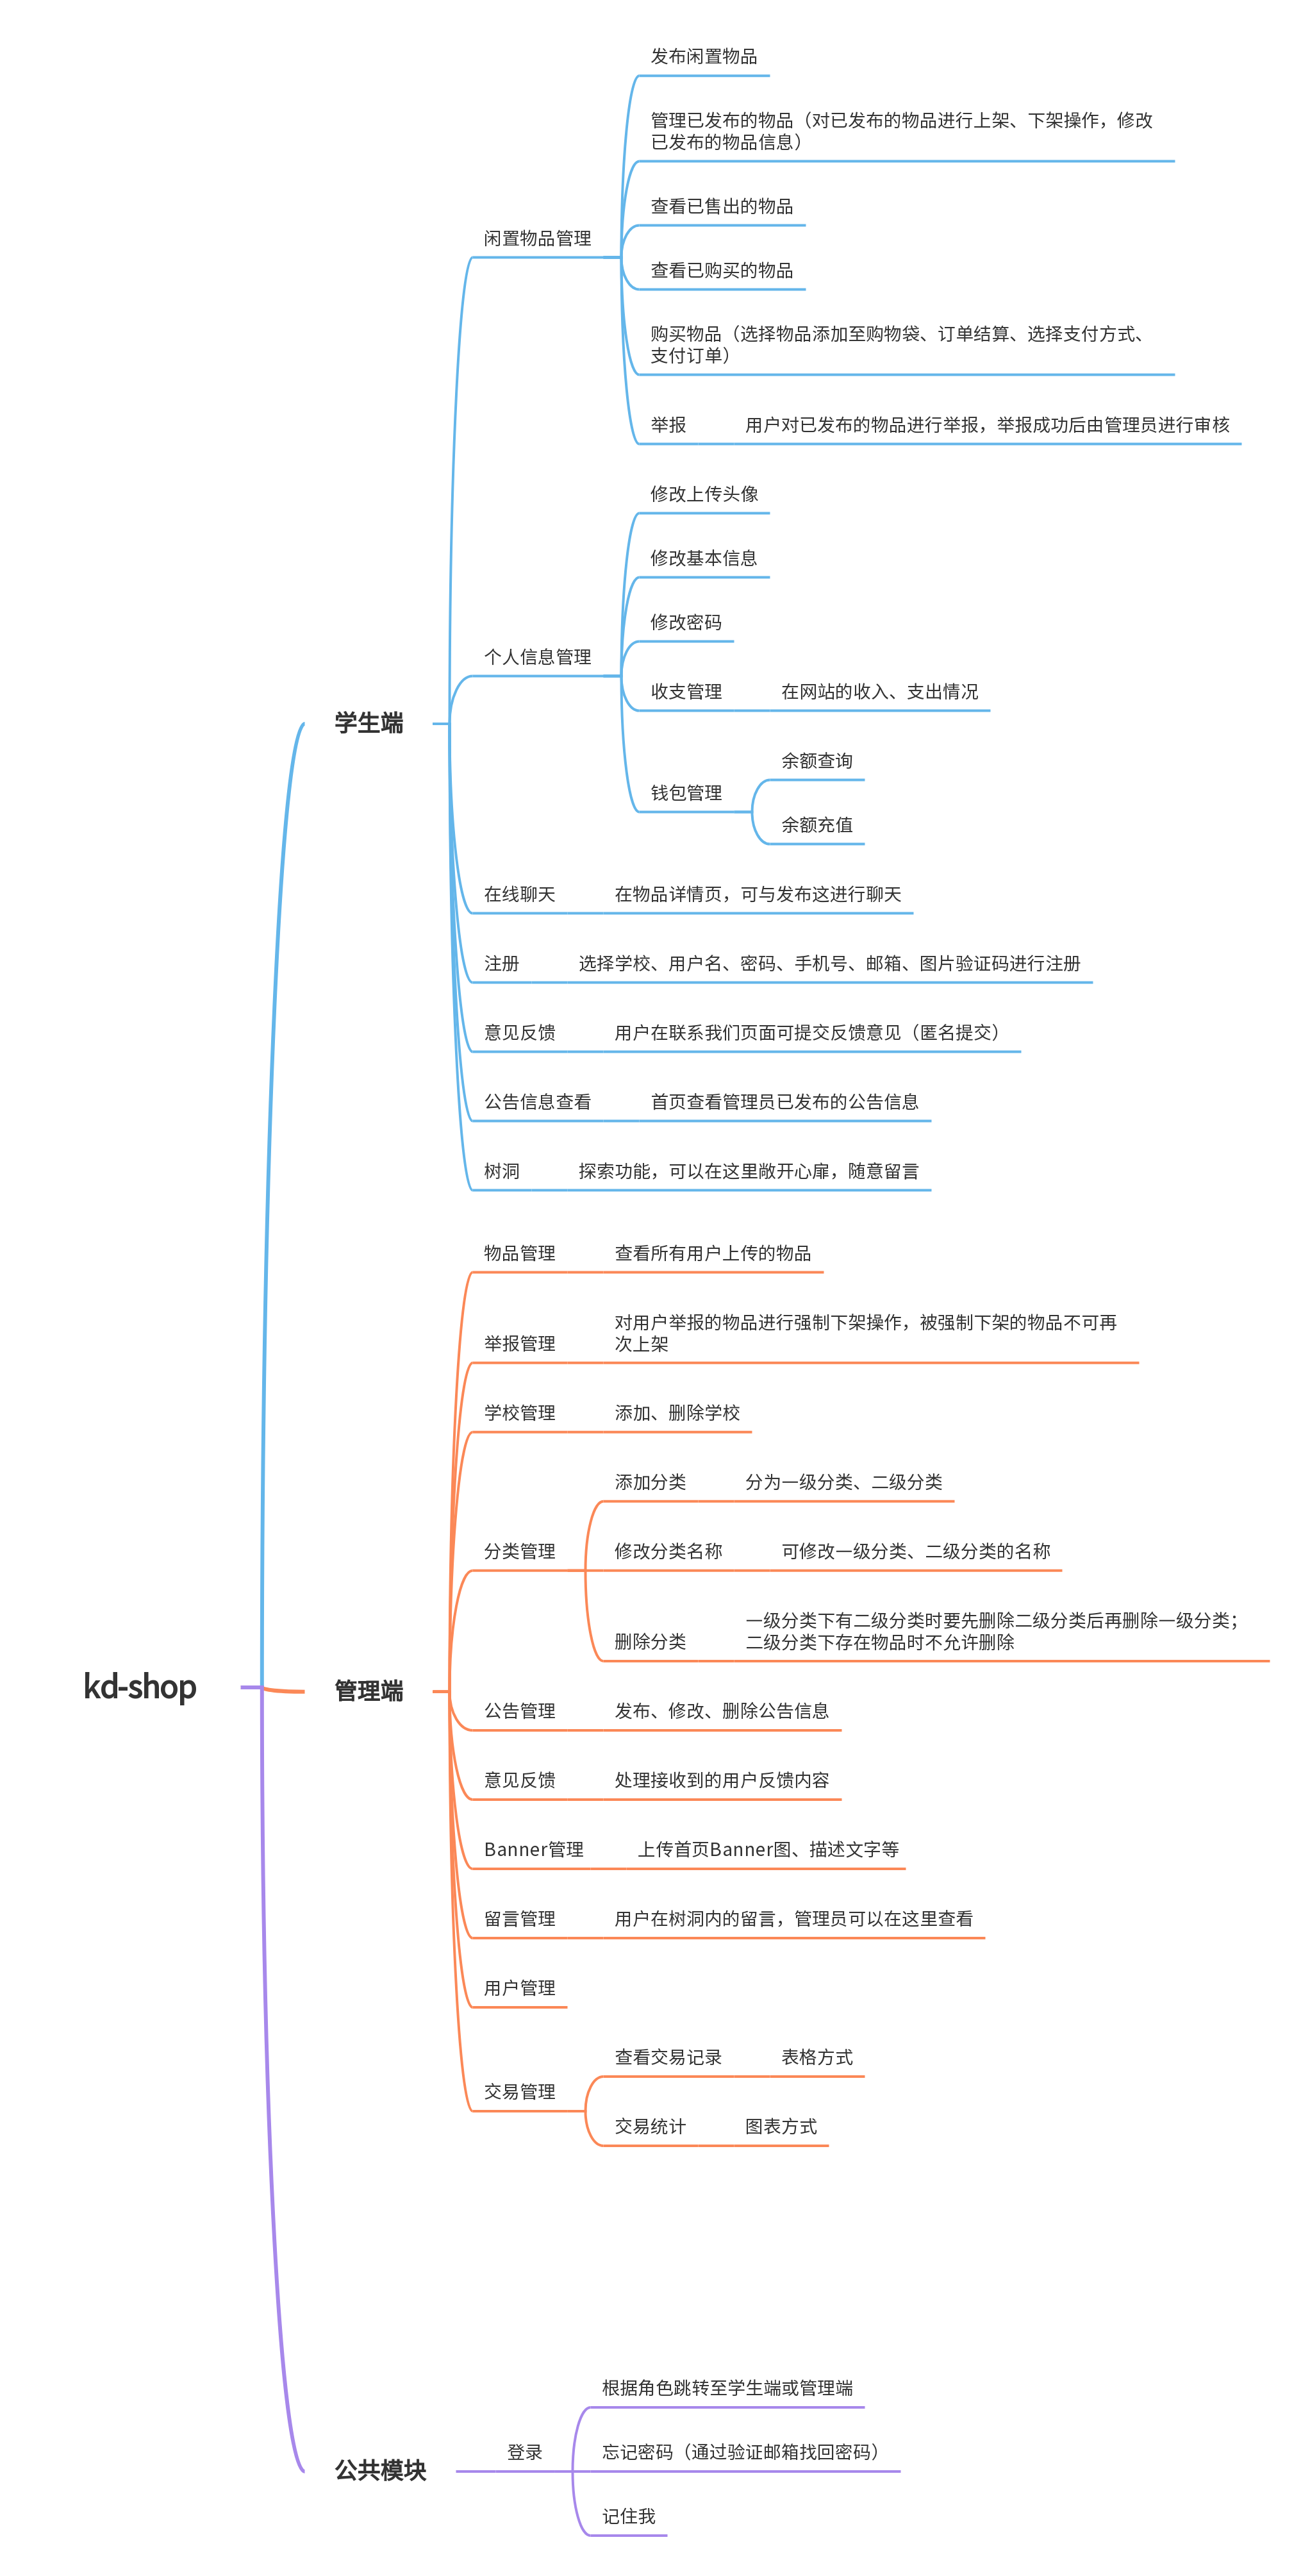 发布闲置物品
管理已发布的物品（对已发布的物品进行上架、下架操作，修改
已发布的物品信息）
查看已售出的物品
闲置物品管理
查看已购买的物品
购买物品（选择物品添加至购物袋、订单结算、选择支付方式、
支付订单）
举报
用户对已发布的物品进行举报，举报成功后由管理员进行审核
修改上传头像
修改基本信息
修改密码
个人信息管理
收支管理
在网站的收入、支出情况
学生端
余额查询
钱包管理
余额充值
在线聊天
在物品详情页，可与发布这进行聊天
注册
选择学校、用户名、密码、手机号、邮箱、图片验证码进行注册
意见反馈
用户在联系我们页面可提交反馈意见（匿名提交）
公告信息查看
首页查看管理员已发布的公告信息
树洞
探索功能，可以在这里敞开心扉，随意留言
物品管理
查看所有用户上传的物品
举报管理
对用户举报的物品进行强制下架操作，被强制下架的物品不可再
次上架
学校管理
添加、删除学校
添加分类
分为一级分类、二级分类
分类管理
修改分类名称
可修改一级分类、二级分类的名称
删除分类
一级分类下有二级分类时要先删除二级分类后再删除一级分类；
二级分类下存在物品时不允许删除
kd-shop
管理端
公告管理
发布、修改、删除公告信息
意见反馈
处理接收到的用户反馈内容
Banner管理
上传首页Banner图、描述文字等
留言管理
用户在树洞内的留言，管理员可以在这里查看
用户管理
查看交易记录
表格方式
交易管理
交易统计
图表方式
根据角色跳转至学生端或管理端
公共模块
登录
忘记密码（通过验证邮箱找回密码）
记住我